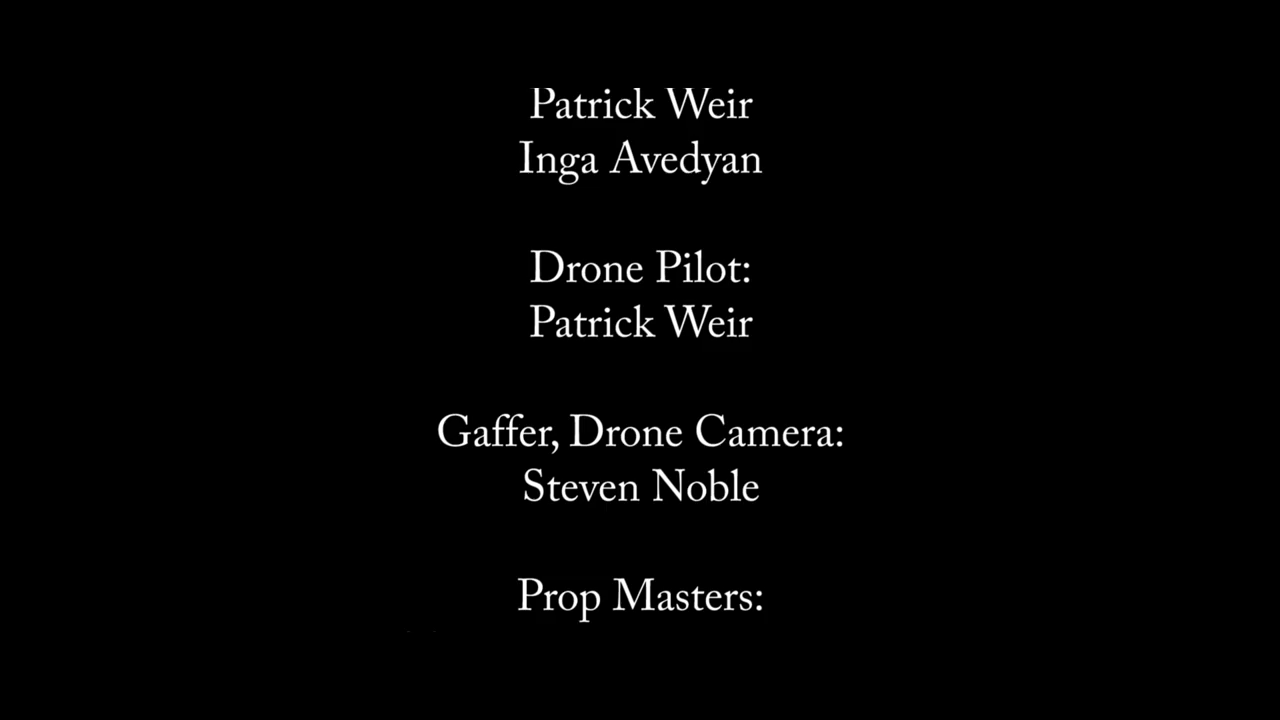 Patrick Weir
Inga Avedyan
Drone Pilot:
Patrick Weir
Gaffer, Drone Camera:
Steven Noble
Prop Masters: